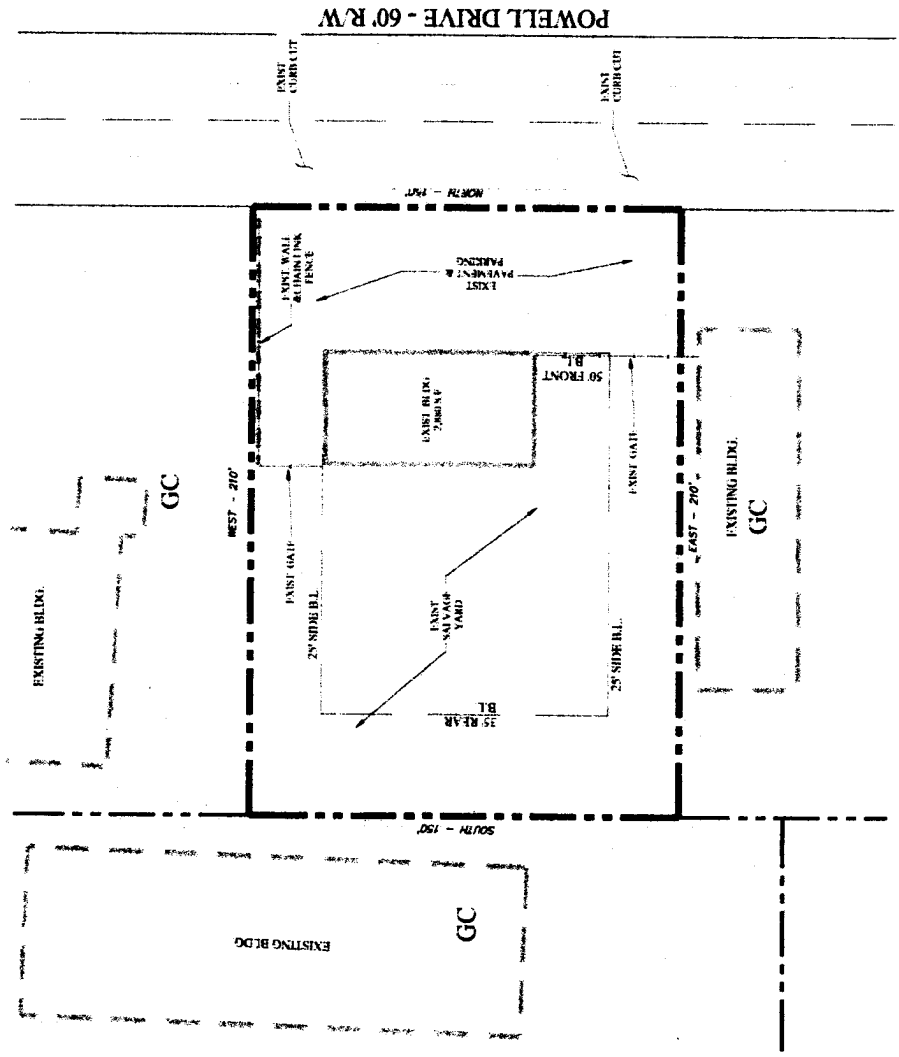 POWELL DRIVE - 60' R/W
EXIST
CURB CUT
EXIST
CURB CUT
NORTH - 150'
EXIST WALL
& CHAIN LINK
FENCE
EXIST
PAVEMENT &
PARKING
EXIST BLDG
50' FRONT
B.L
EXIST GATE
EXIST GATE
WEST - 210'
EAST - 210'
GC
EXISTING BLDG.
EXISTING BLDG.
GC
25' SIDE B.L.
EXIST
SALVAGE
YARD
25' SIDE B.L.
35' REAR
B.L
SOUTH - 150'
EXISTING BLDG
GC